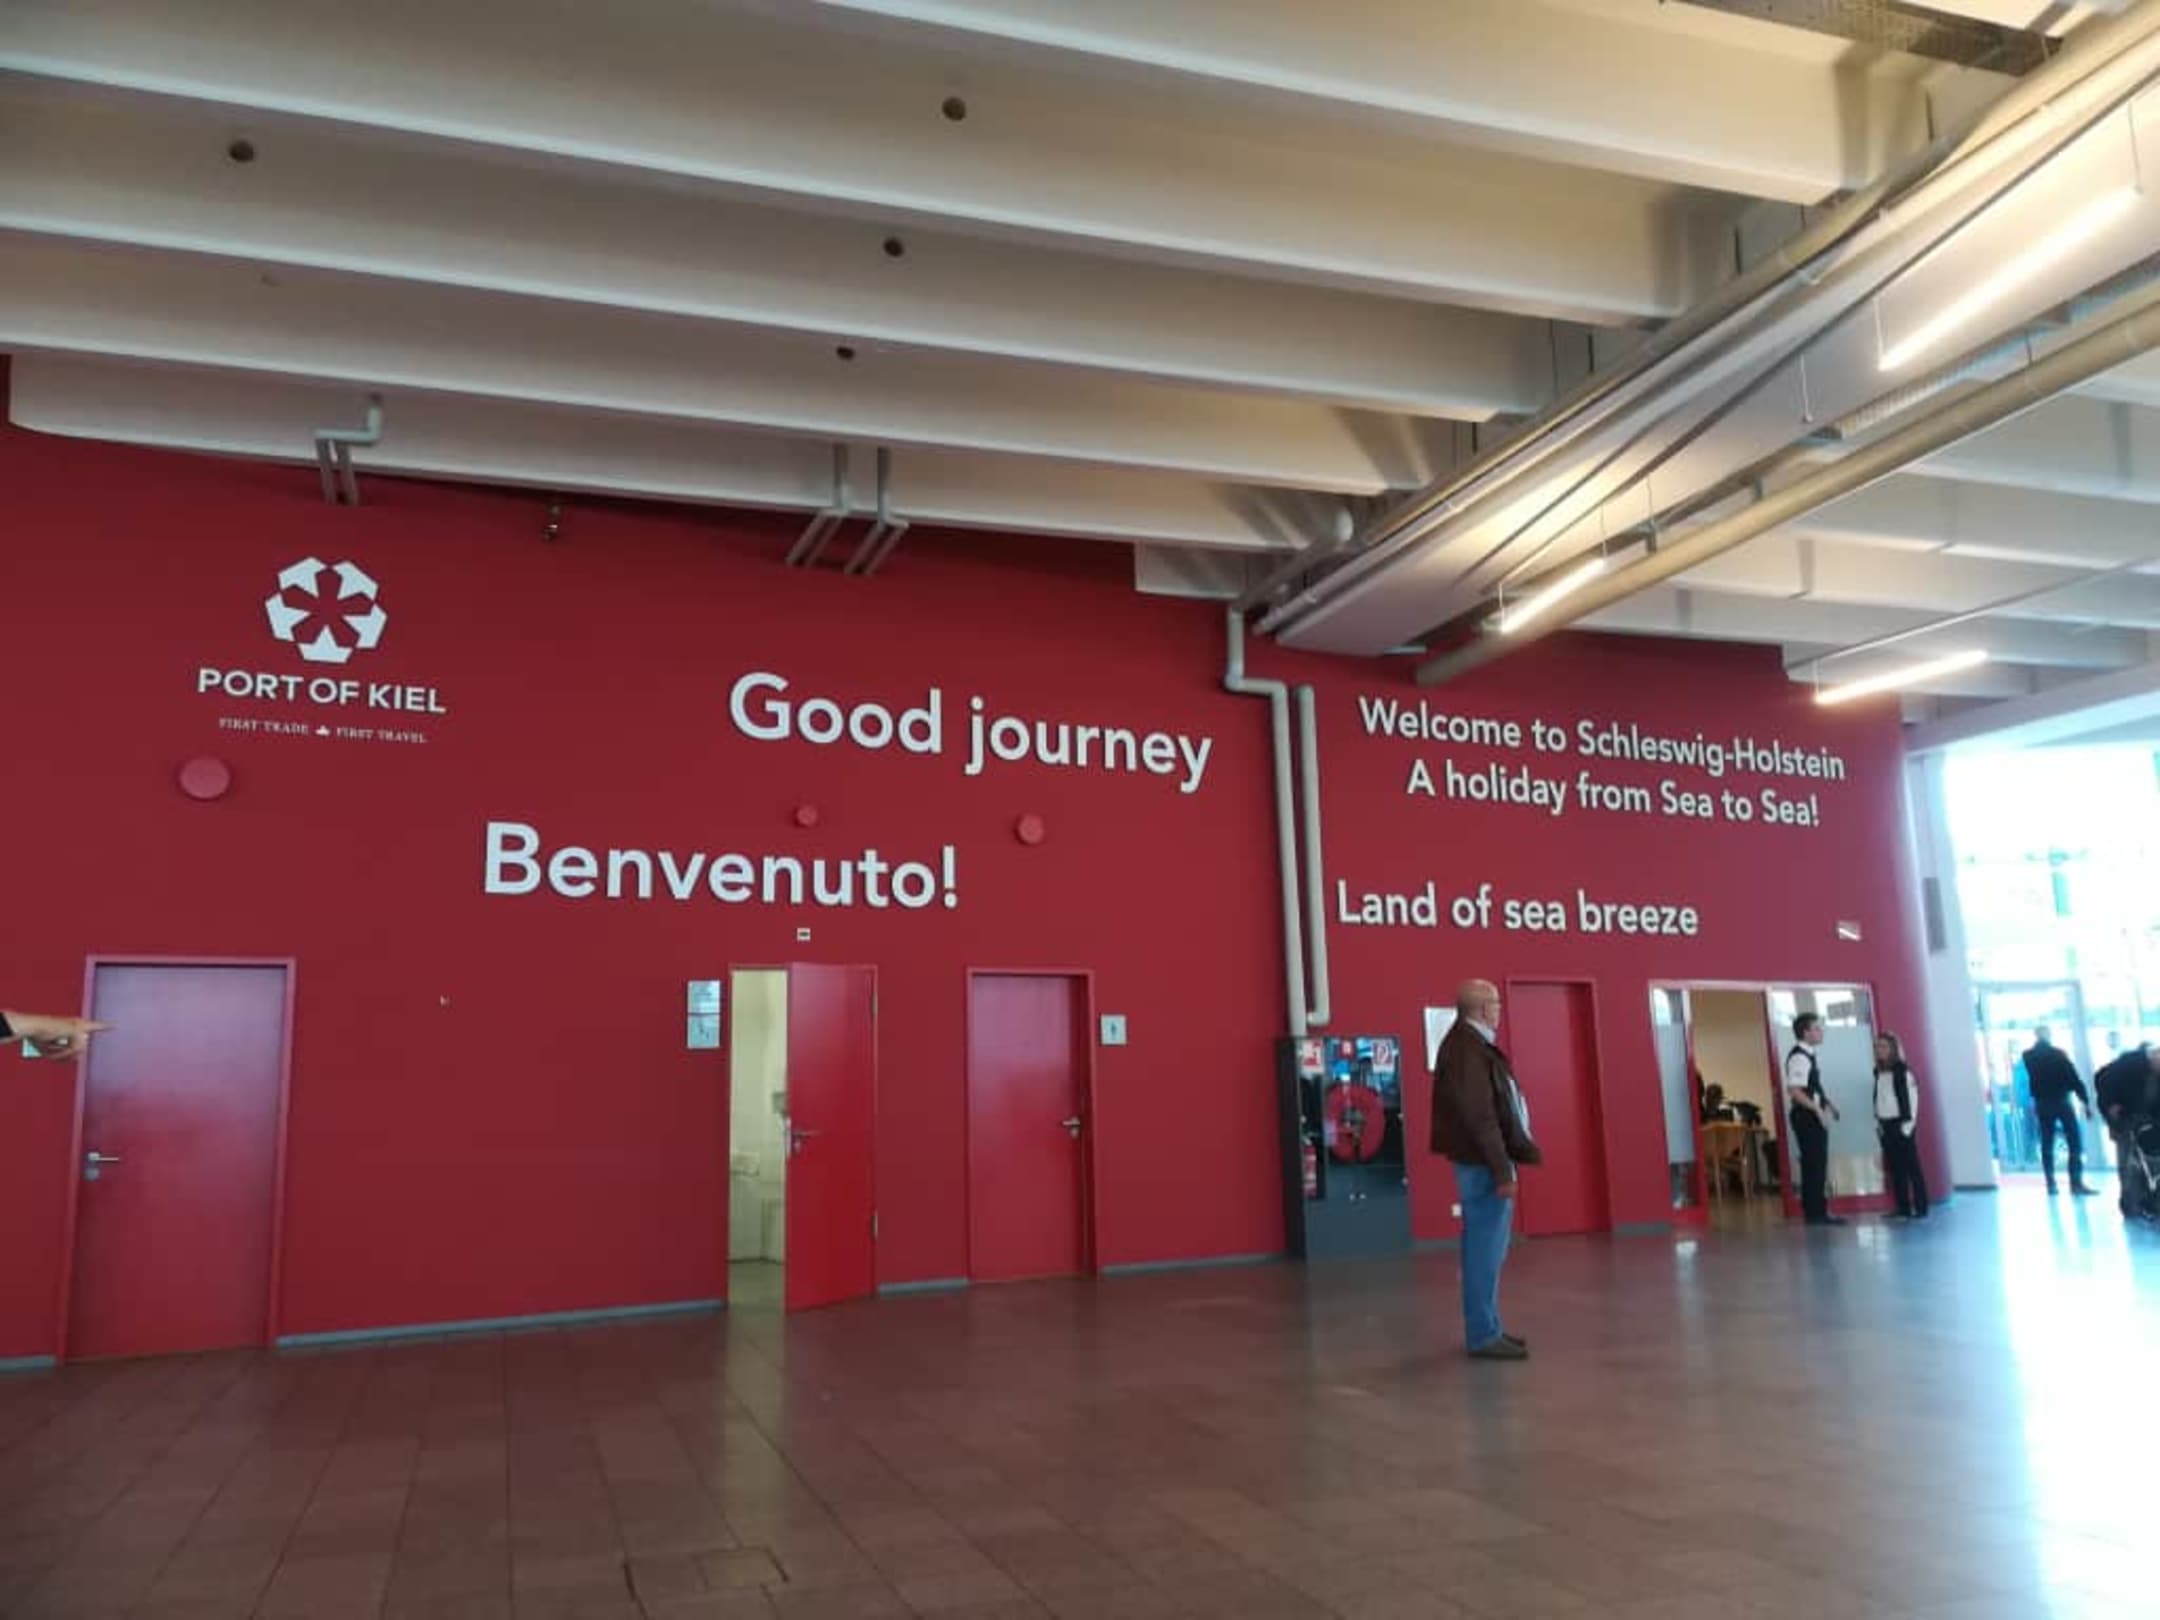 PORT OF KIEL
FIRST TRADE FIRST TRAVEL
Good journey
Benvenuto!
Welcome to Schleswig-Holstein
A holiday from Sea to Sea!
Land of sea breeze